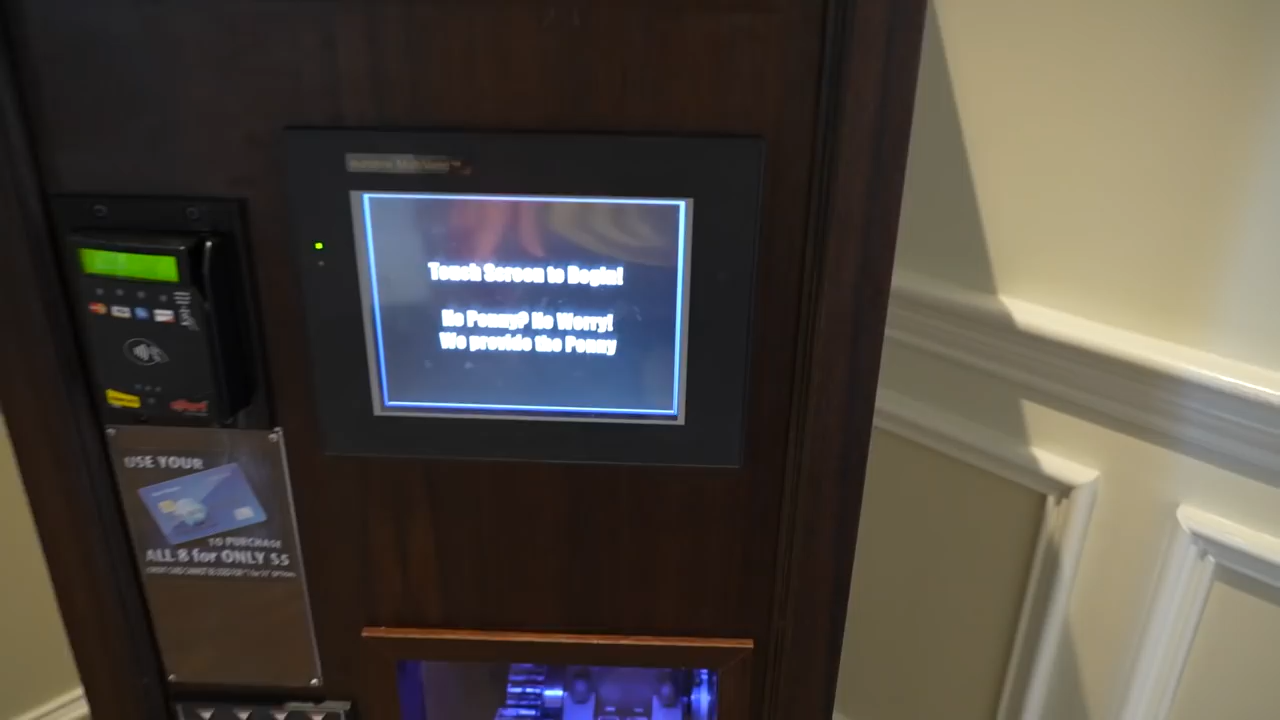 Touch Screen to Begin!
No Penny? No Worry!
We provide the Penny
USE YOUR
TO PURCHASE
ALL 8 for ONLY $5